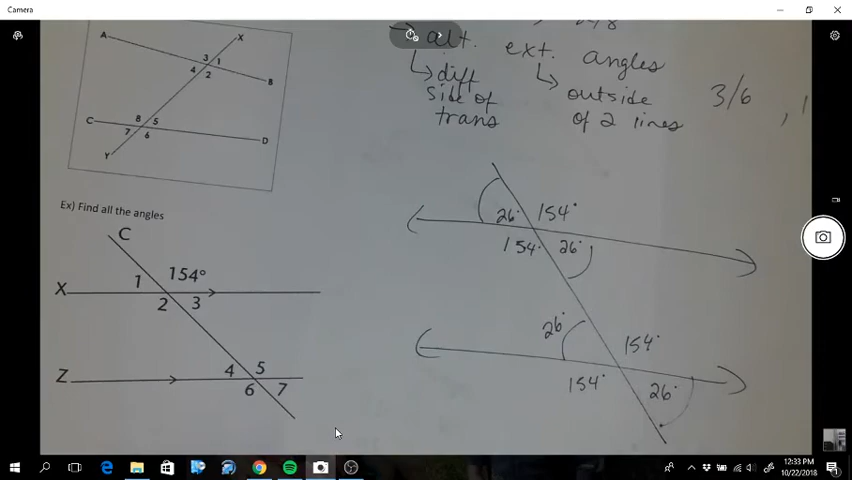 Camera
2/8
alt. ext. angles
diff
side of
trans
outside
of 2 lines
3/6 ,
A
X
3 1
4 2
B
8 5
C
7 6
D
Y
Ex) Find all the angles
C
154°
1
X
2 3
4 5
Z
6 7
26° 154°
154° 26°
26° 154°
154° 26°
12:33 PM
10/22/2018